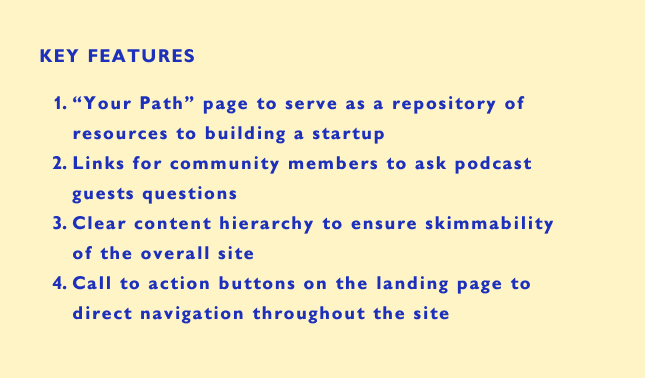 KEY FEATURES
1. “Your Path” page to serve as a repository of
resources to building a startup
2. Links for community members to ask podcast
guests questions
3. Clear content hierarchy to ensure skimmability
of the overall site
4. Call to action buttons on the landing page to
direct navigation throughout the site